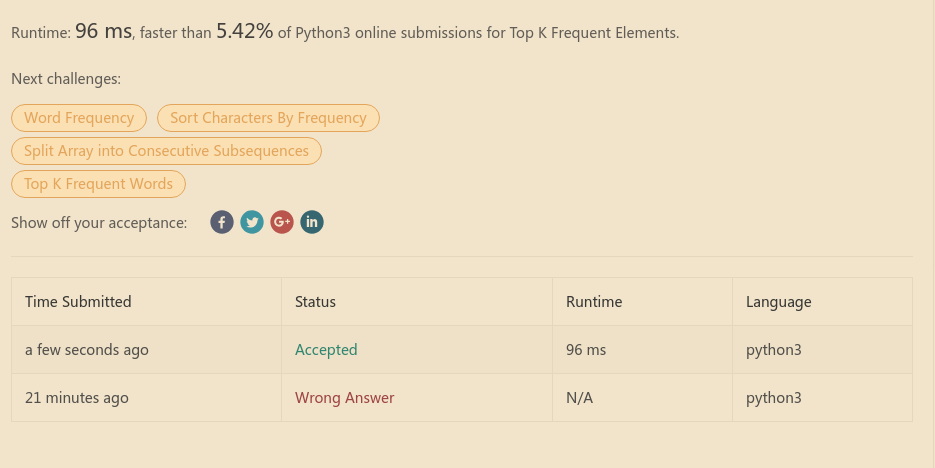 Runtime: 96 ms, faster than 5.42% of Python3 online submissions for Top K Frequent Elements.
Next challenges:
Word Frequency Sort Characters By Frequency
Split Array into Consecutive Subsequences
Top K Frequent Words
Show off your acceptance: f G+ in
Time Submitted Status Runtime Language
a few seconds ago Accepted 96 ms python3
21 minutes ago Wrong Answer N/A python3